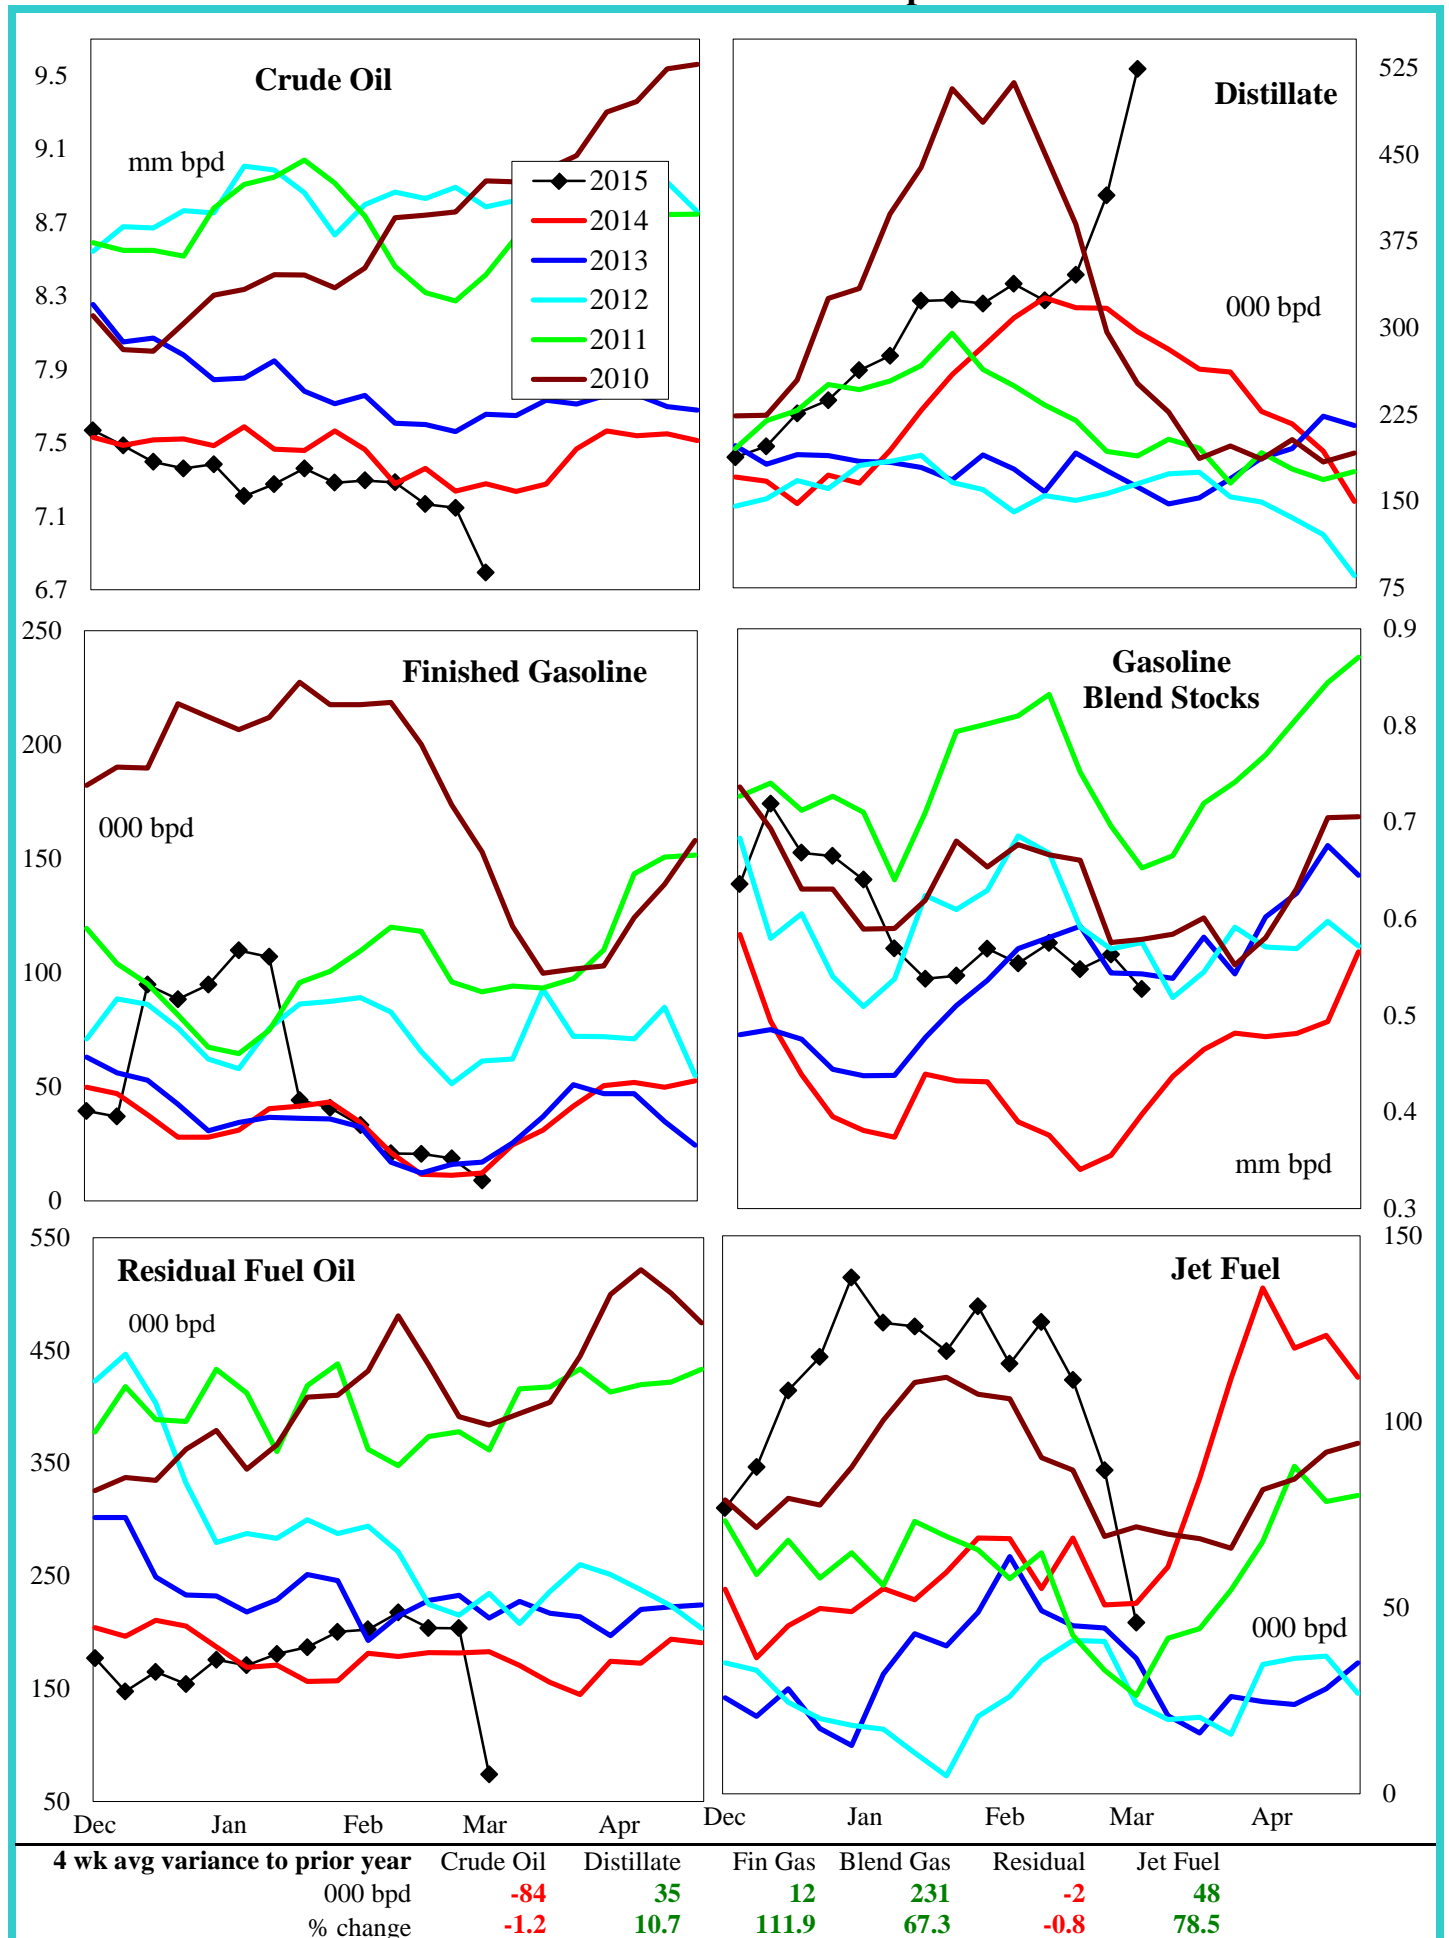 Crude Oil
mm bpd
9.5
9.1
8.7
8.3
7.9
7.5
7.1
6.7
2015
2014
2013
2012
2011
2010
Distillate
000 bpd
525
450
375
300
225
150
75
Finished Gasoline
000 bpd
250
200
150
100
50
0
Gasoline
Blend Stocks
mm bpd
0.9
0.8
0.7
0.6
0.5
0.4
0.3
Residual Fuel Oil
000 bpd
550
450
350
250
150
50
Dec Jan Feb Mar Apr
Jet Fuel
000 bpd
150
100
50
0
Dec Jan Feb Mar Apr
4 wk avg variance to prior year Crude Oil Distillate Fin Gas Blend Gas Residual Jet Fuel
000 bpd -84 35 12 231 -2 48
% change -1.2 10.7 111.9 67.3 -0.8 78.5